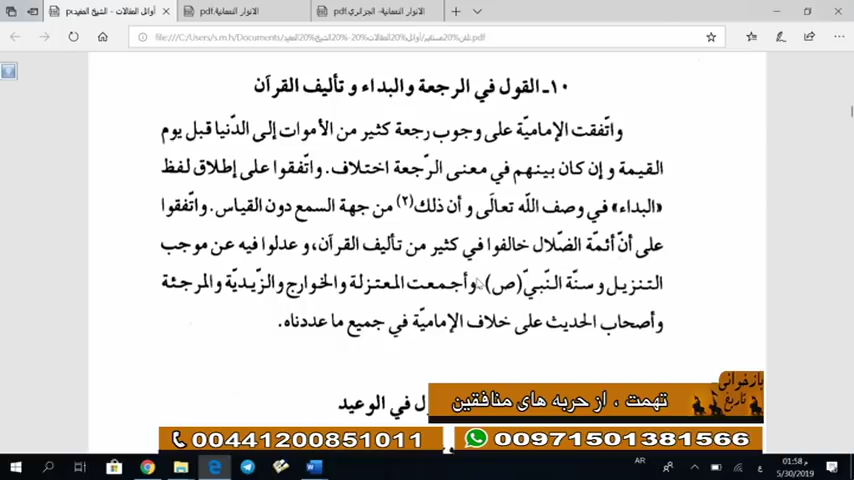 أوائل المقالات - الشيخ المفيد.p
الانوار النعمانية.pdf
الانوار النعمانية- الجزائري.pdf
١٠ـ القول في الرجعة والبداء و تأليف القرآن
واتّفقت الإماميّة على وجوب رجعة كثير من الأموات إلى الدّنيا قبل يوم
القيمة و إن كان بينهم في معنى الرّجعة اختلاف. واتّفقوا على إطلاق لفظ
«البداء» في وصف اللّه تعالَى و أن ذلك(٢) من جهة السمع دون القياس. واتّفقوا
على أنّ أئمّة الضّلال خالفوا في كثير من تأليف القرآن، و عدلوا فيه عن موجب
التنزيل و سنّة النّبيّ (ص) وأجمعت المعتزلة والخوارج والزّيديّة والمرجئة
وأصحاب الحديث على خلاف الإماميّة في جميع ما عددناه.
ل في الوعيد
بازخوانی
تاریخ
تهمت ، از حربه های منافقین
00441200851011
00971501381566
AR
ع
01:58 م
5/30/2019